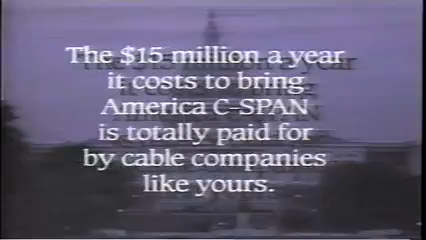 The $15 million a year
it costs to bring
America C-SPAN
is totally paid for
by cable companies
like yours.